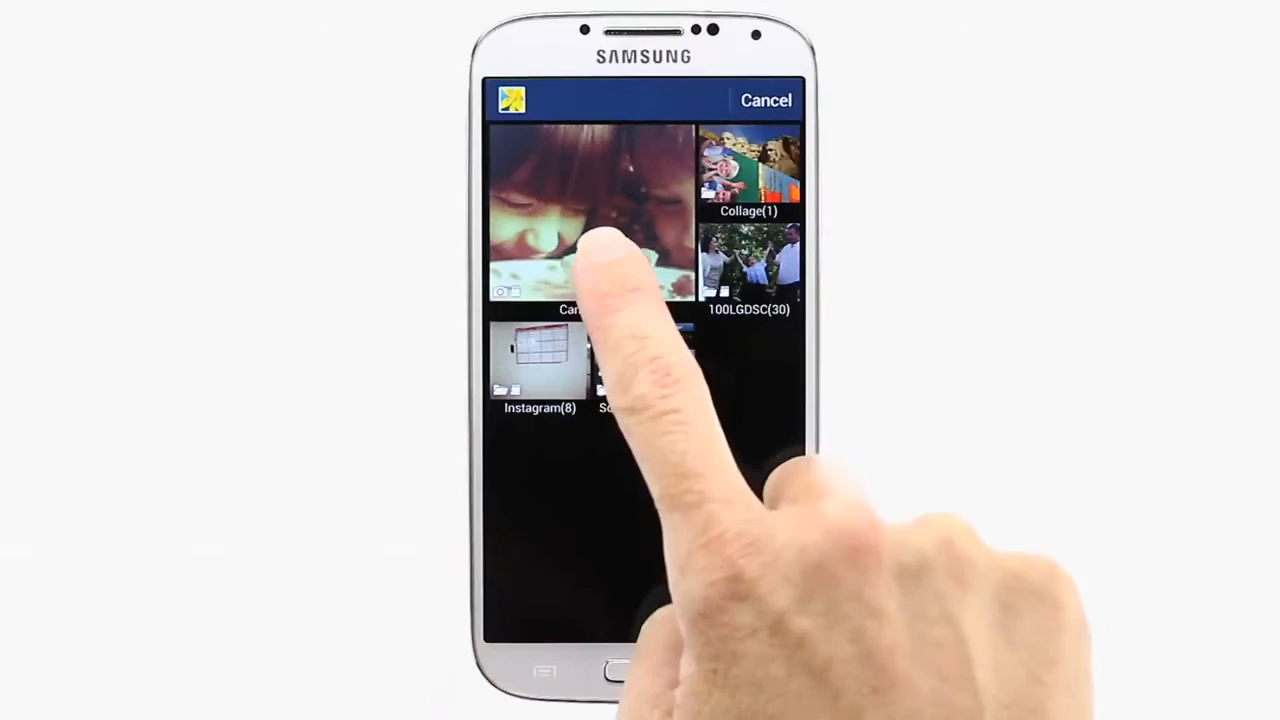 SAMSUNG
Cancel
Collage(1)
100LGDSC(30)
Instagram(8)